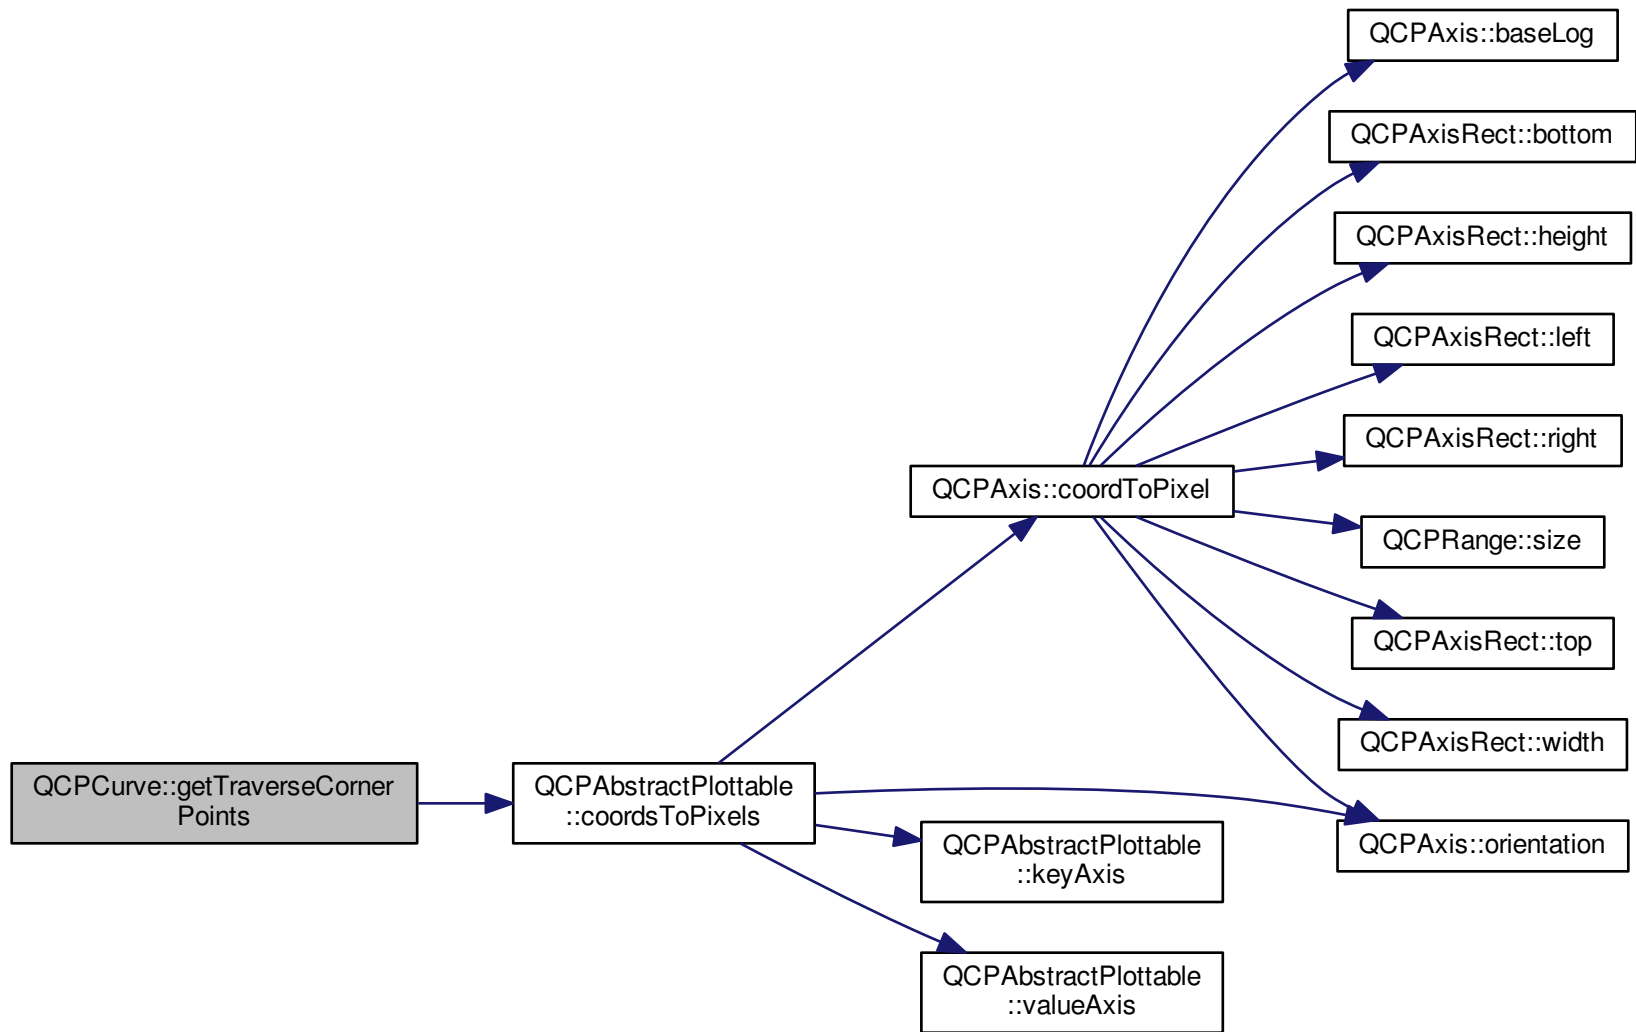 QCPAxis::baseLog
QCPAxisRect::bottom
QCPAxisRect::height
QCPAxisRect::left
QCPAxisRect::right
QCPAxis::coordToPixel
QCPRange::size
QCPAxisRect::top
QCPAxisRect::width
QCPCurve::getTraverseCorner
Points
QCPAbstractPlottable
::coordsToPixels
QCPAxis::orientation
QCPAbstractPlottable
::keyAxis
QCPAbstractPlottable
::valueAxis